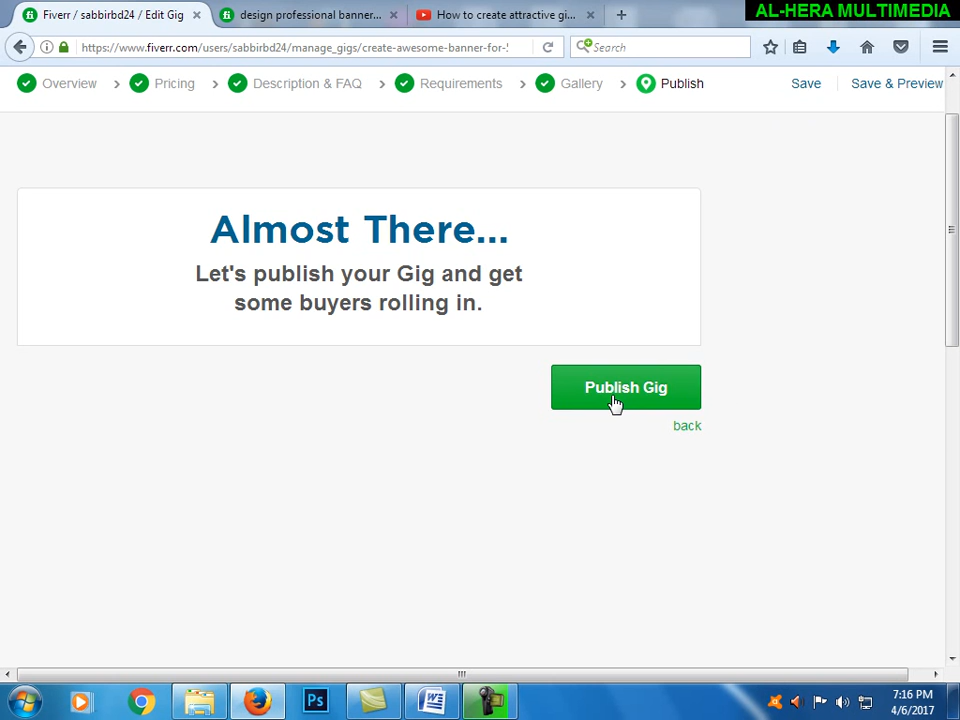 AL-HERA MULTIMEDIA
Fiverr / sabbirbd24 / Edit Gig
design professional banner...
How to create attractive gi...
https://www.fiverr.com/users/sabbirbd24/manage_gigs/create-awesome-banner-for-5
Search
Overview
Pricing
Description & FAQ
Requirements
Gallery
Publish
Save
Save & Preview
Almost There...
Let's publish your Gig and get
some buyers rolling in.
Publish Gig
back
Ps
7:16 PM
4/6/2017